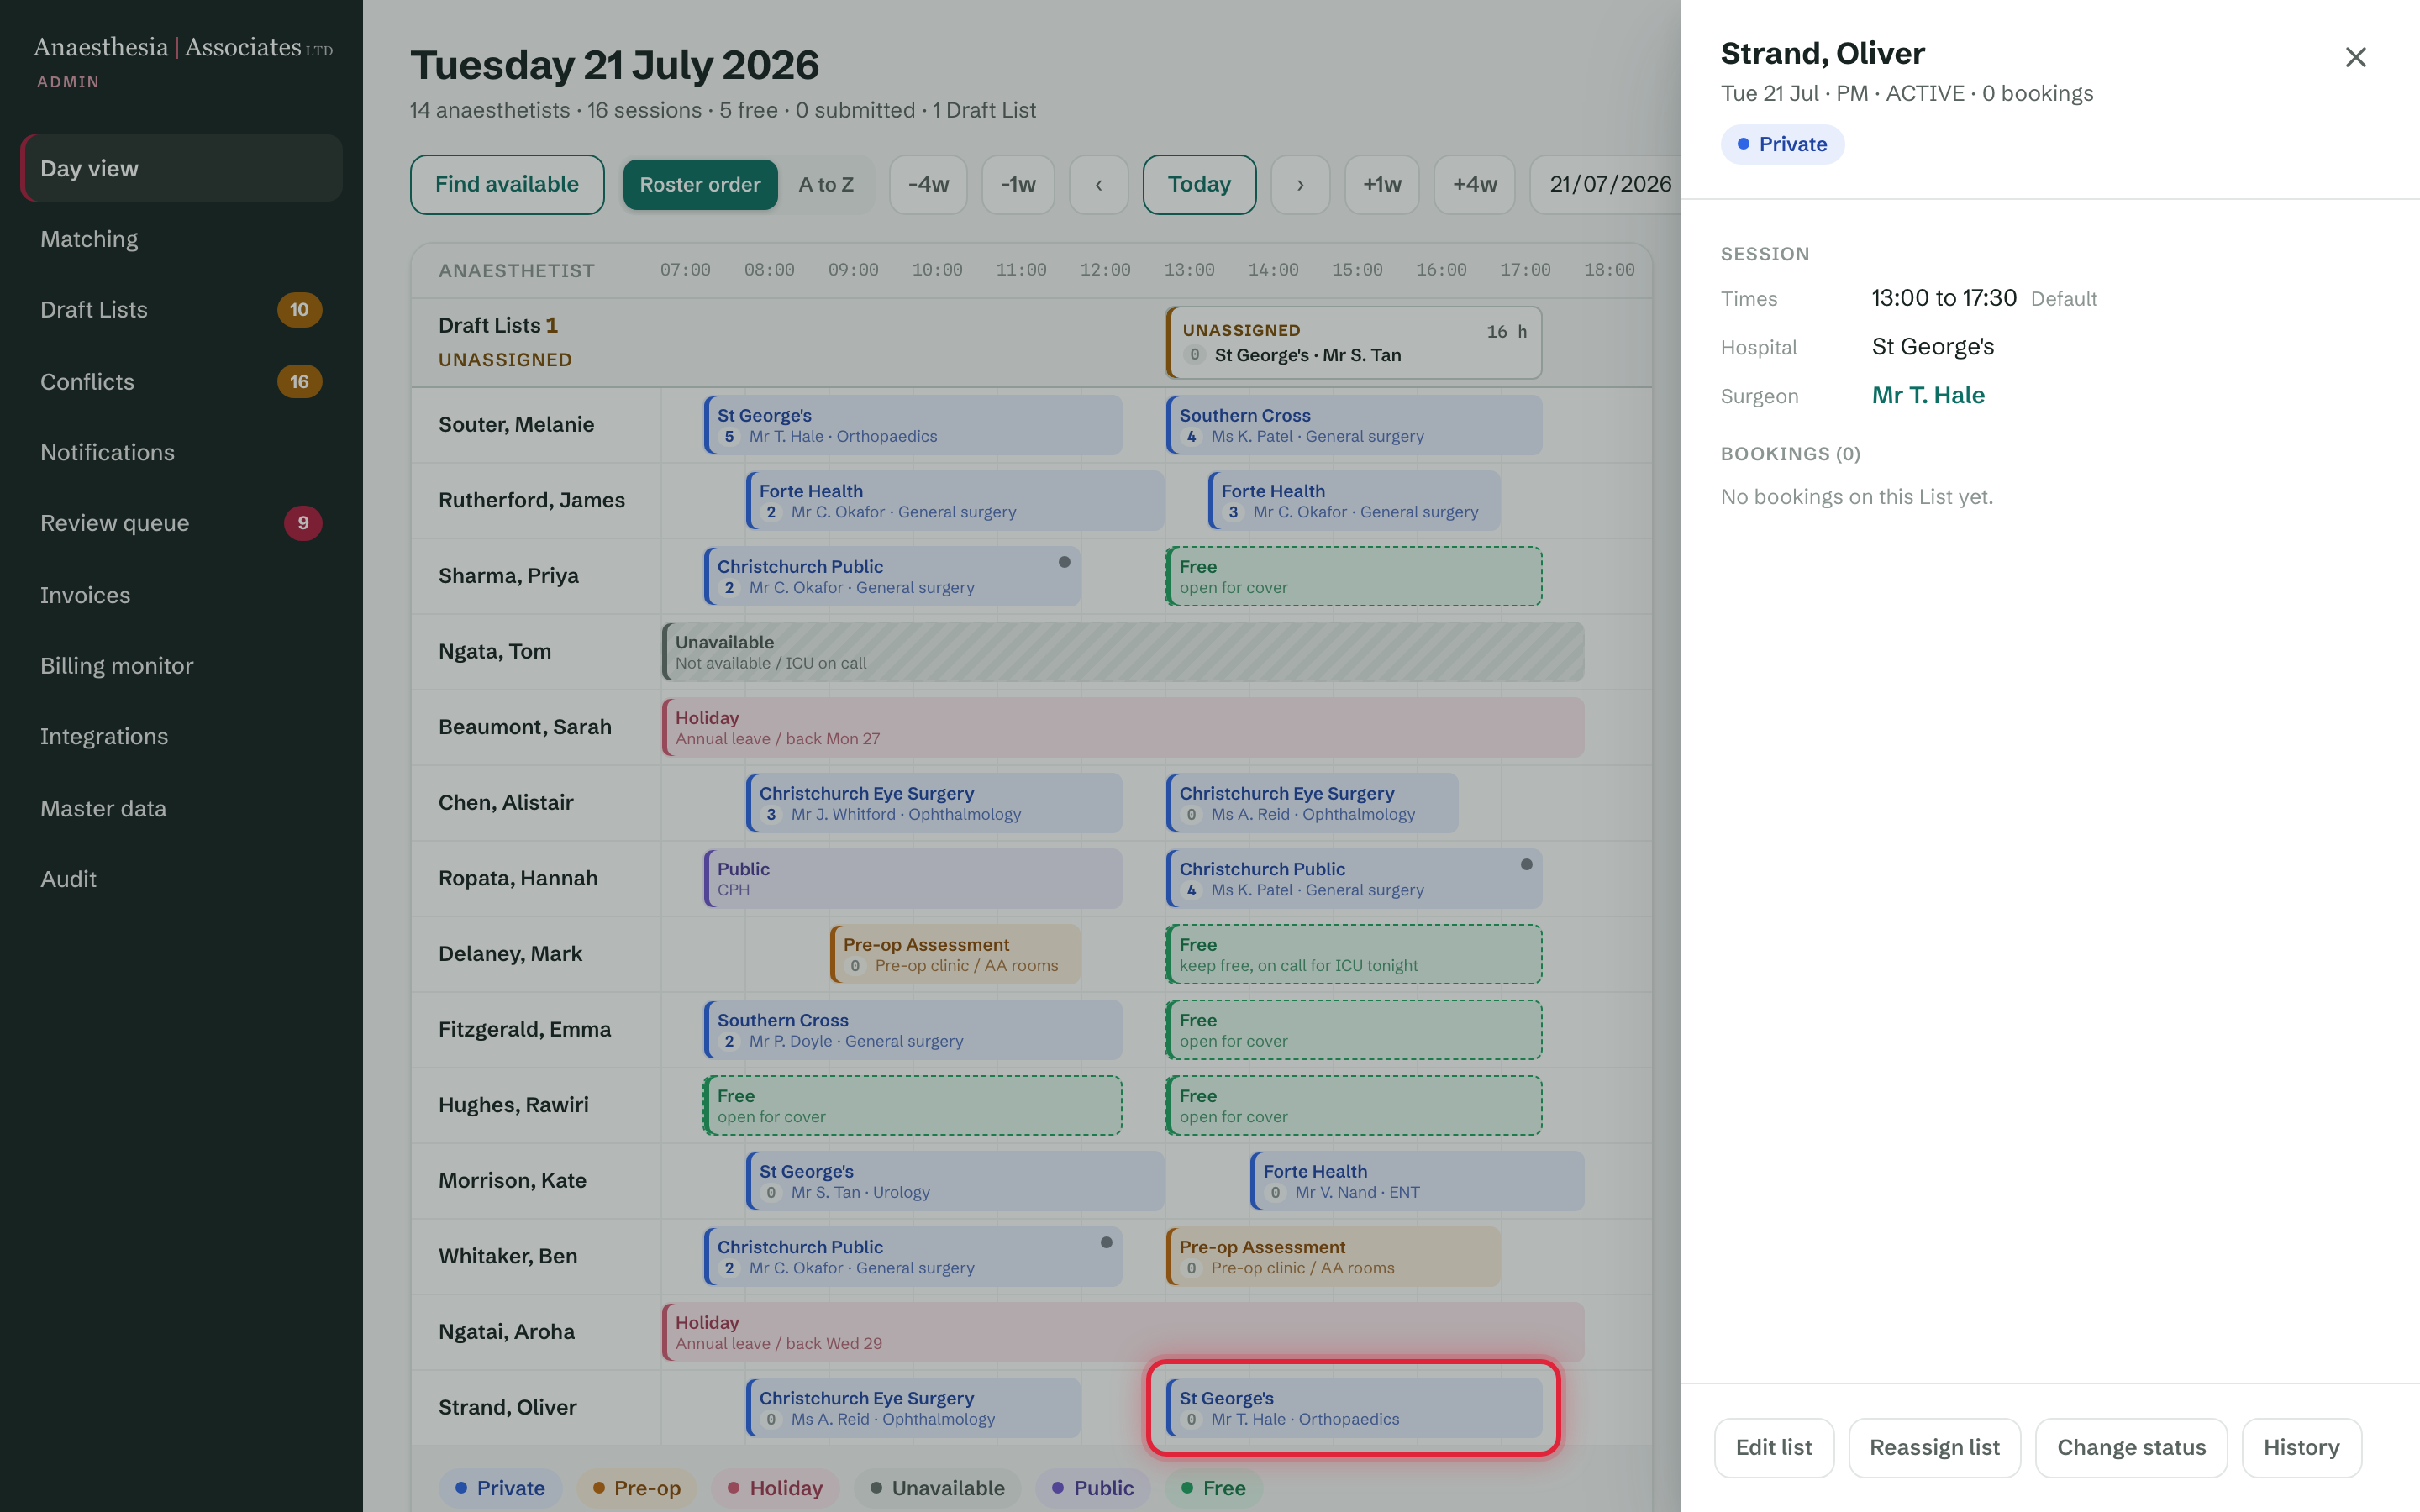 Anaesthesia | Associates LTD
ADMIN
Day view
Matching
Draft Lists 10
Conflicts 16
Notifications
Review queue 9
Invoices
Billing monitor
Integrations
Master data
Audit
Tuesday 21 July 2026
14 anaesthetists · 16 sessions · 5 free · 0 submitted · 1 Draft List
Find available Roster order A to Z -4w -1w ‹ Today › +1w +4w 21/07/2026
ANAESTHETIST 07:00 08:00 09:00 10:00 11:00 12:00 13:00 14:00 15:00 16:00 17:00 18:00
Draft Lists 1
UNASSIGNED
UNASSIGNED 16 h
0 St George's · Mr S. Tan
Souter, Melanie
St George's
5 Mr T. Hale · Orthopaedics
Southern Cross
4 Ms K. Patel · General surgery
Rutherford, James
Forte Health
2 Mr C. Okafor · General surgery
Forte Health
3 Mr C. Okafor · General surgery
Sharma, Priya
Christchurch Public
2 Mr C. Okafor · General surgery
Free
open for cover
Ngata, Tom
Unavailable
Not available / ICU on call
Beaumont, Sarah
Holiday
Annual leave / back Mon 27
Chen, Alistair
Christchurch Eye Surgery
3 Mr J. Whitford · Ophthalmology
Christchurch Eye Surgery
0 Ms A. Reid · Ophthalmology
Ropata, Hannah
Public
CPH
Christchurch Public
4 Ms K. Patel · General surgery
Delaney, Mark
Pre-op Assessment
0 Pre-op clinic / AA rooms
Free
keep free, on call for ICU tonight
Fitzgerald, Emma
Southern Cross
2 Mr P. Doyle · General surgery
Free
open for cover
Hughes, Rawiri
Free
open for cover
Free
open for cover
Morrison, Kate
St George's
0 Mr S. Tan · Urology
Forte Health
0 Mr V. Nand · ENT
Whitaker, Ben
Christchurch Public
2 Mr C. Okafor · General surgery
Pre-op Assessment
0 Pre-op clinic / AA rooms
Ngatai, Aroha
Holiday
Annual leave / back Wed 29
Strand, Oliver
Christchurch Eye Surgery
0 Ms A. Reid · Ophthalmology
St George's
0 Mr T. Hale · Orthopaedics
Private Pre-op Holiday Unavailable Public Free
Strand, Oliver
Tue 21 Jul · PM · ACTIVE · 0 bookings
Private
SESSION
Times 13:00 to 17:30 Default
Hospital St George's
Surgeon Mr T. Hale
BOOKINGS (0)
No bookings on this List yet.
Edit list Reassign list Change status History